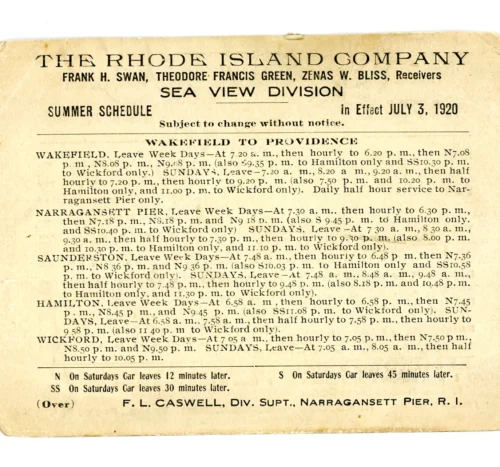 THE RHODE ISLAND COMPANY
FRANK H. SWAN, THEODORE FRANCIS GREEN, ZENAS W. BLISS, Receivers
SEA VIEW DIVISION
SUMMER SCHEDULE in Effect JULY 3, 1920
Subject to change without notice.
WAKEFIELD TO PROVIDENCE
WAKEFIELD, Leave Week Days—At 7.20 a. m., then hourly to 6.20 p. m., then N7.08
p. m., N8.08 p. m., N9.08 p. m. (also S9.35 p. m. to Hamilton only and SS10.30 p. m.
to Wickford only.) SUNDAYS, Leave—7.20 a. m., 8.20 a. m., 9.20 a. m., then half
hourly to 7.20 p. m., then hourly to 9.20 p. m. (also 7.50 p. m. and 10.20 p. m. to
Hamilton only, and 11.00 p. m. to Wickford only). Daily half hour service to Nar-
ragansett Pier only.
NARRAGANSETT PIER, Leave Week Days—At 7.30 a. m., then hourly to 6.30 p. m.,
then N7.18 p. m., N8.18 p. m. and N9 18 p. m. (also S 9.45 p. m. to Hamilton only.
and SS10.40 p. m. to Wickford only) SUNDAYS, Leave—At 7.30 a. m., 8.30 a. m.,
9.30 a. m., then half hourly to 7.30 p. m., then hourly to 9.30 p. m. (also 8.00 p. m.
and 10.30 p. m. to Hamilton only, and 11.10 p. m. to Wickford only).
SAUNDERSTON, Leave Week Days—At 7.48 a. m., then hourly to 6.48 p. m, then N7.36
p. m., N8 36 p. m. and N9 36 p. m. (also S10.03 p. m. to Hamilton only and SS10.58
p. m. to Wickford only). SUNDAYS, Leave—At 7.48 a. m., 8.48 a. m., 9.48 a. m.,
then half hourly to 7.48 p. m., then hourly to 9.48 p. m. (also 8.18 p. m. and 10.48 p. m.
to Hamilton only, and 11.30 p. m. to Wickford only).
HAMILTON, Leave Week Days—At 6.58 a. m., then hourly to 6.58 p. m., then N7.45
p. m., N8.45 p. m. and N9.45 p. m. (also SS11.08 p. m. to Wickford only). SUN-
DAYS, Leave—At 6.58 a. m., 7.58 a. m., then half hourly to 7.58 p. m., then hourly to
9 58 p. m. (also 11 40 p. m to Wickford only).
WICKFORD, Leave Week Days—At 7 05 a m., then hourly to 7.05 p. m., then N7.50 p m.,
N8.50 p. m. and N9.50 p. m. SUNDAYS, Leave—At 7.05 a. m., 8.05 a. m., then half
hourly to 10.05 p. m.
N On Saturdays Car leaves 12 minutes later. S On Saturdays Car leaves 45 minutes later.
SS On Saturdays Car leaves 30 minutes later.
(Over) F. L. CASWELL, DIV. SUPT., NARRAGANSETT PIER, R. I.